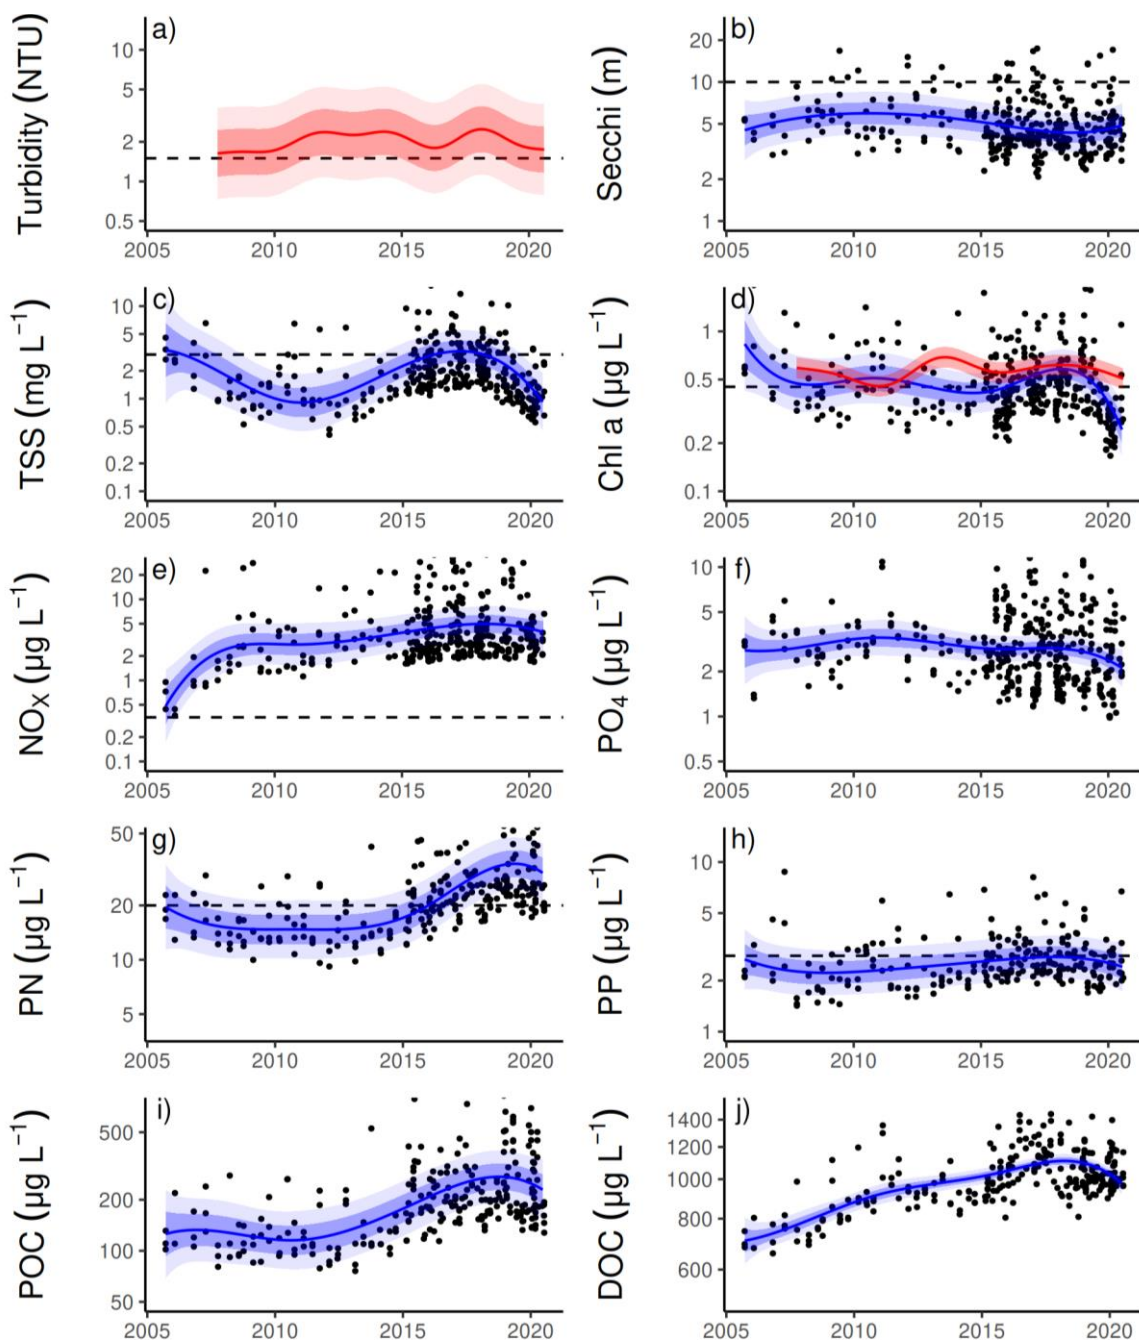 a)
Turbidity (NTU)
10
5
2
1
0.5
2005 2010 2015 2020
b)
Secchi (m)
20
10
5
2
1
2005 2010 2015 2020
c)
TSS (mg L⁻¹)
10
5
2
1
0.5
0.2
0.1
2005 2010 2015 2020
d)
Chl a (µg L⁻¹)
1
0.5
0.2
0.1
2005 2010 2015 2020
e)
NOₓ (µg L⁻¹)
20
10
5
2
1
0.5
0.2
0.1
2005 2010 2015 2020
f)
PO₄ (µg L⁻¹)
10
5
2
1
0.5
2005 2010 2015 2020
g)
PN (µg L⁻¹)
50
20
10
5
2005 2010 2015 2020
h)
PP (µg L⁻¹)
10
5
2
1
2005 2010 2015 2020
i)
POC (µg L⁻¹)
500
200
100
50
2005 2010 2015 2020
j)
DOC (µg L⁻¹)
1400
1200
1000
800
600
2005 2010 2015 2020